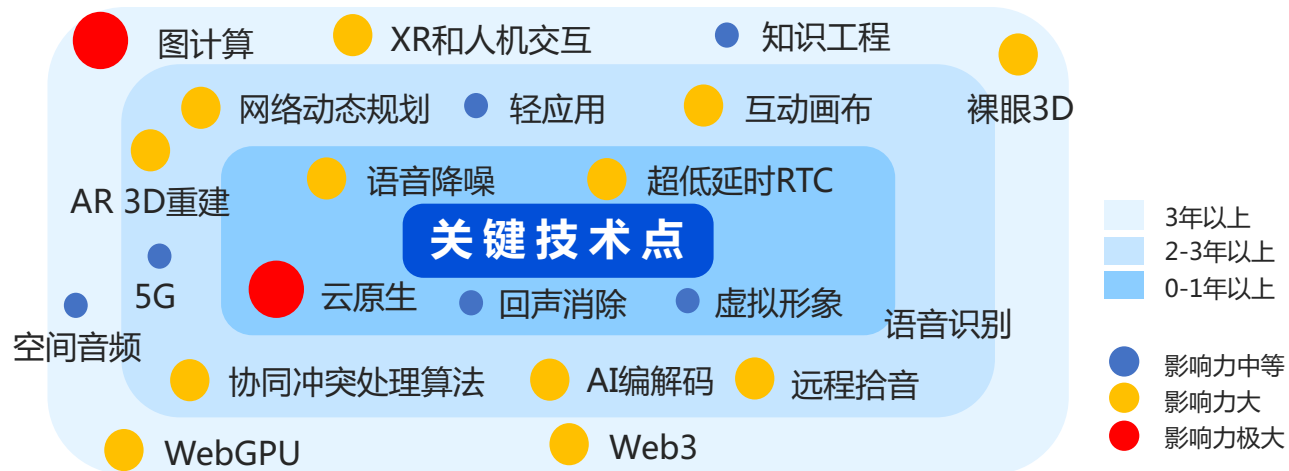 图计算
XR和人机交互
知识工程
裸眼3D
网络动态规划
轻应用
互动画布
AR 3D重建
语音降噪
超低延时RTC
关键技术点
5G
云原生
回声消除
虚拟形象
语音识别
空间音频
协同冲突处理算法
AI编解码
远程拾音
WebGPU
Web3
3年以上
2-3年以上
0-1年以上
影响力中等
影响力大
影响力极大